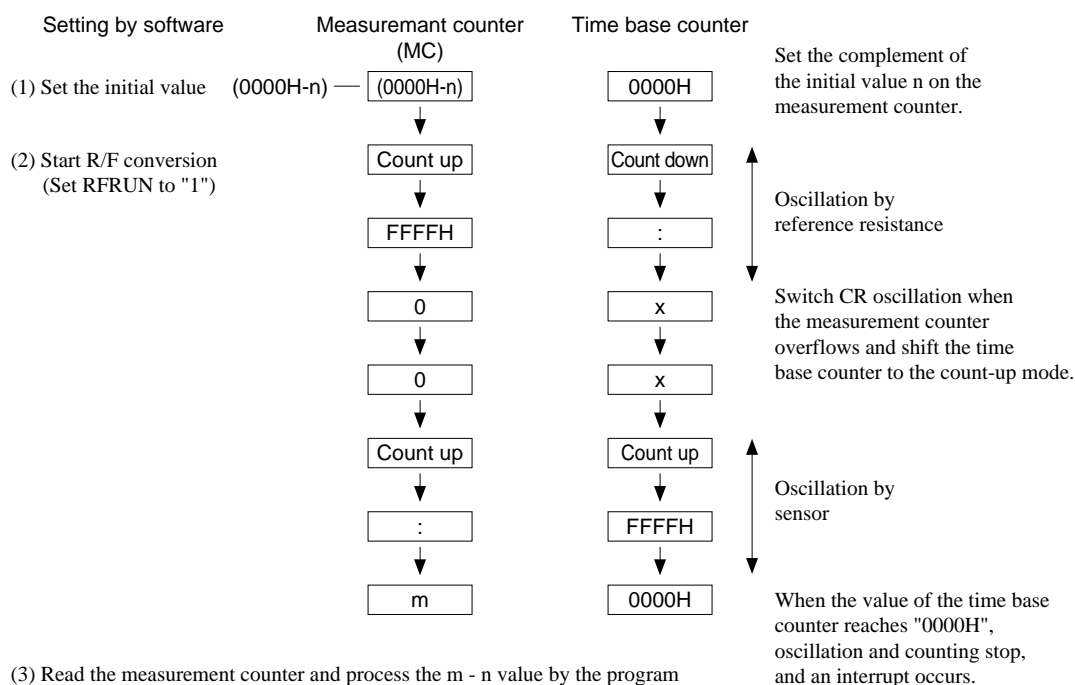 Setting by software
Measuremant counter
(MC)
Time base counter
(1) Set the initial value
(0000H-n)
(0000H-n)
0000H
Set the complement of
the initial value n on the
measurement counter.
(2) Start R/F conversion
(Set RFRUN to "1")
Count up
Count down
FFFFH
:
Oscillation by
reference resistance
0
x
Switch CR oscillation when
the measurement counter
overflows and shift the time
base counter to the count-up mode.
0
x
Count up
Count up
:
FFFFH
Oscillation by
sensor
m
0000H
When the value of the time base
counter reaches "0000H",
oscillation and counting stop,
and an interrupt occurs.
(3) Read the measurement counter and process the m - n value by the program